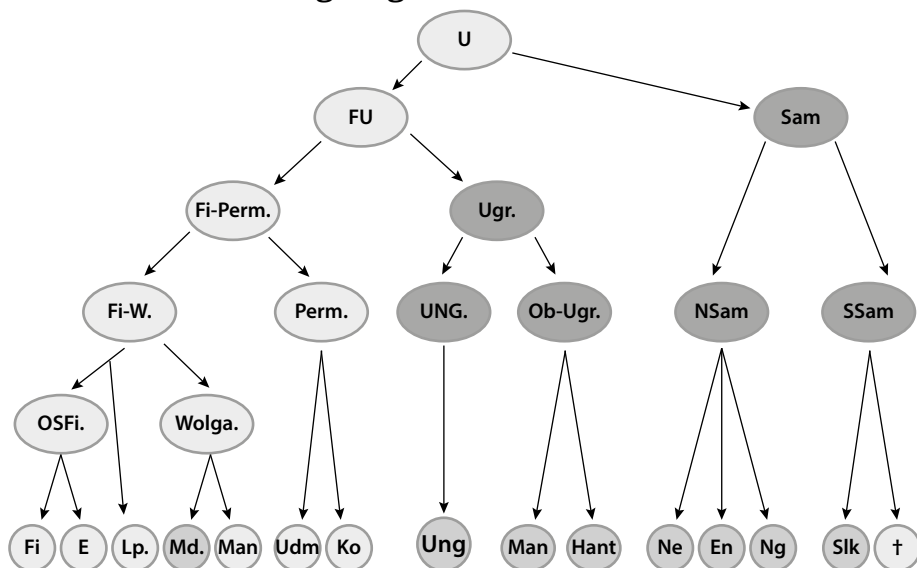 U
FU
Sam
Fi-Perm.
Ugr.
Fi-W.
Perm.
UNG.
Ob-Ugr.
NSam
SSam
OSFi.
Wolga.
Fi
E
Lp.
Md.
Man
Udm
Ko
Ung
Man
Hant
Ne
En
Ng
Slk
†